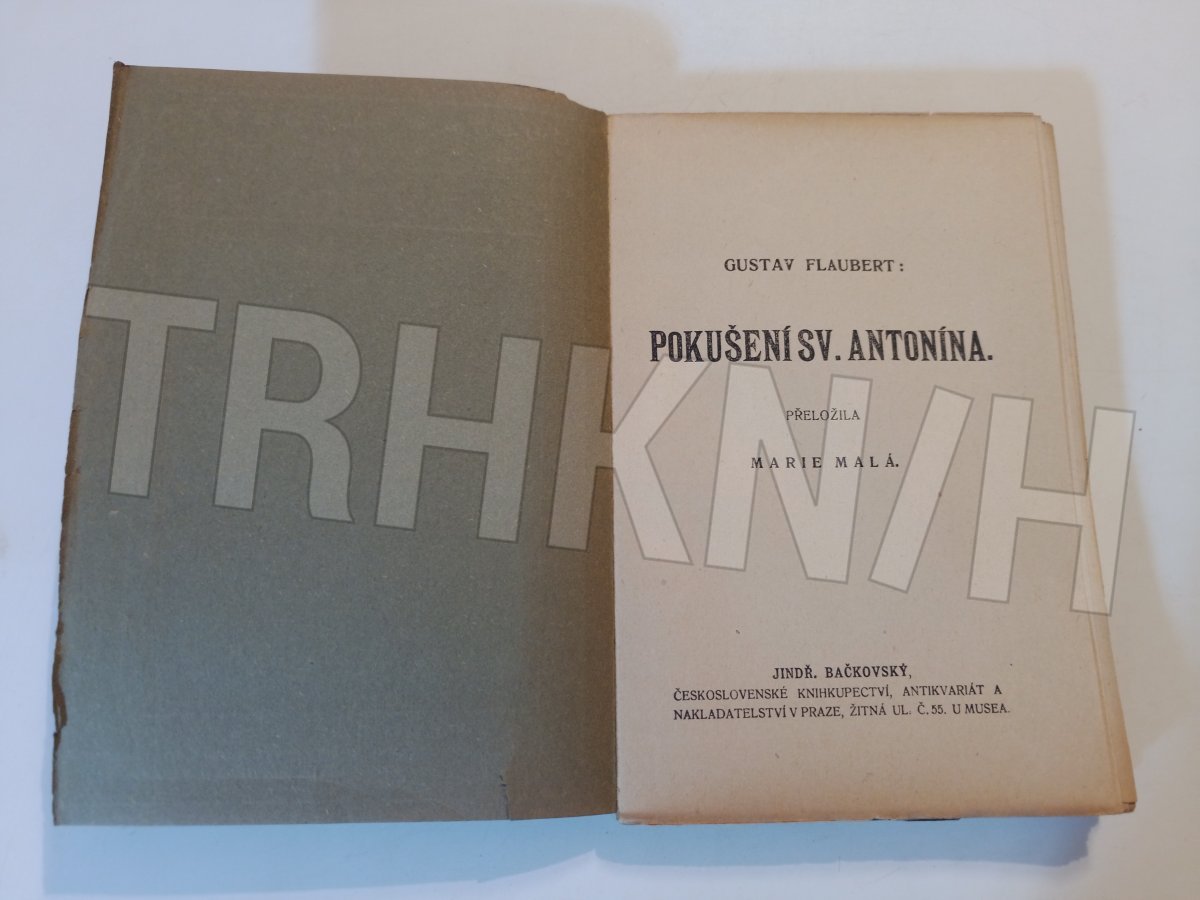 GUSTAV FLAUBERT:
POKUŠENÍ SV. ANTONÍNA.
PŘELOŽILA
MARIE MALÁ.
TRHKN/H
JINDŘ. BAČKOVSKÝ,
ČESKOSLOVENSKÉ KNIHKUPECTVÍ, ANTIKVARIÁT A
NAKLADATELSTVÍ V PRAZE, ŽITNÁ UL. Č. 55. U MUSEA.